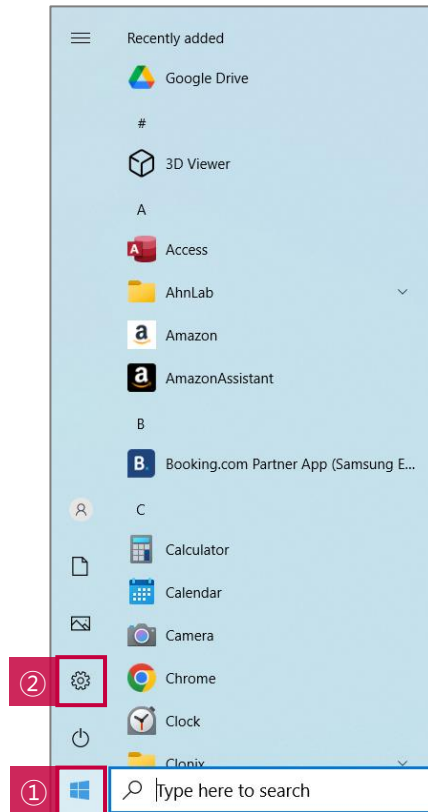 Recently added
Google Drive
#
3D Viewer
A
A Access
AhnLab
a Amazon
a AmazonAssistant
B
B. Booking.com Partner App (Samsung E...
C
Calculator
Calendar
Camera
Chrome
Clock
Clonix
②
①
Type here to search